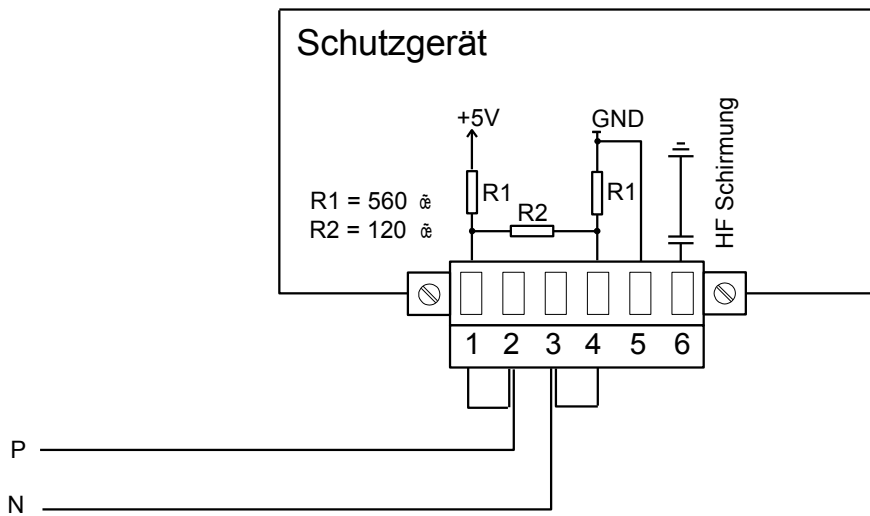 Schutzgerät
+5V
GND
HF Schirmung
R1
R1
R1 = 560
R2
R2 = 120
1 2 3 4 5 6
P
N